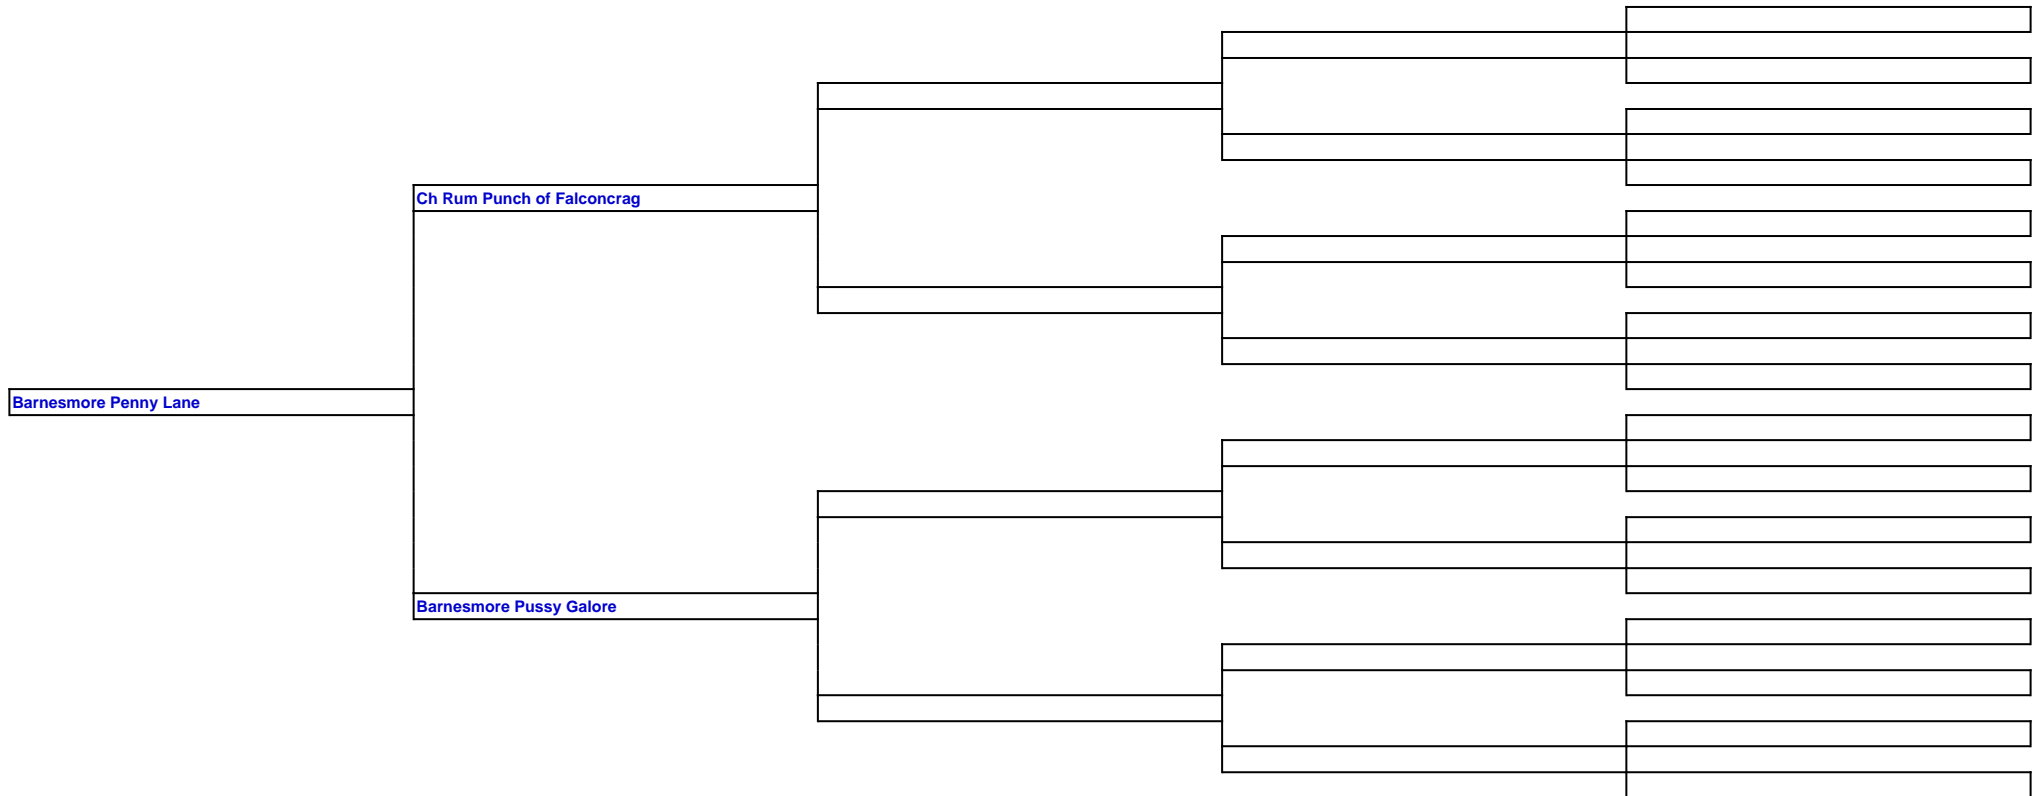 Ch Rum Punch of Falconcrag
Barnesmore Penny Lane
Barnesmore Pussy Galore